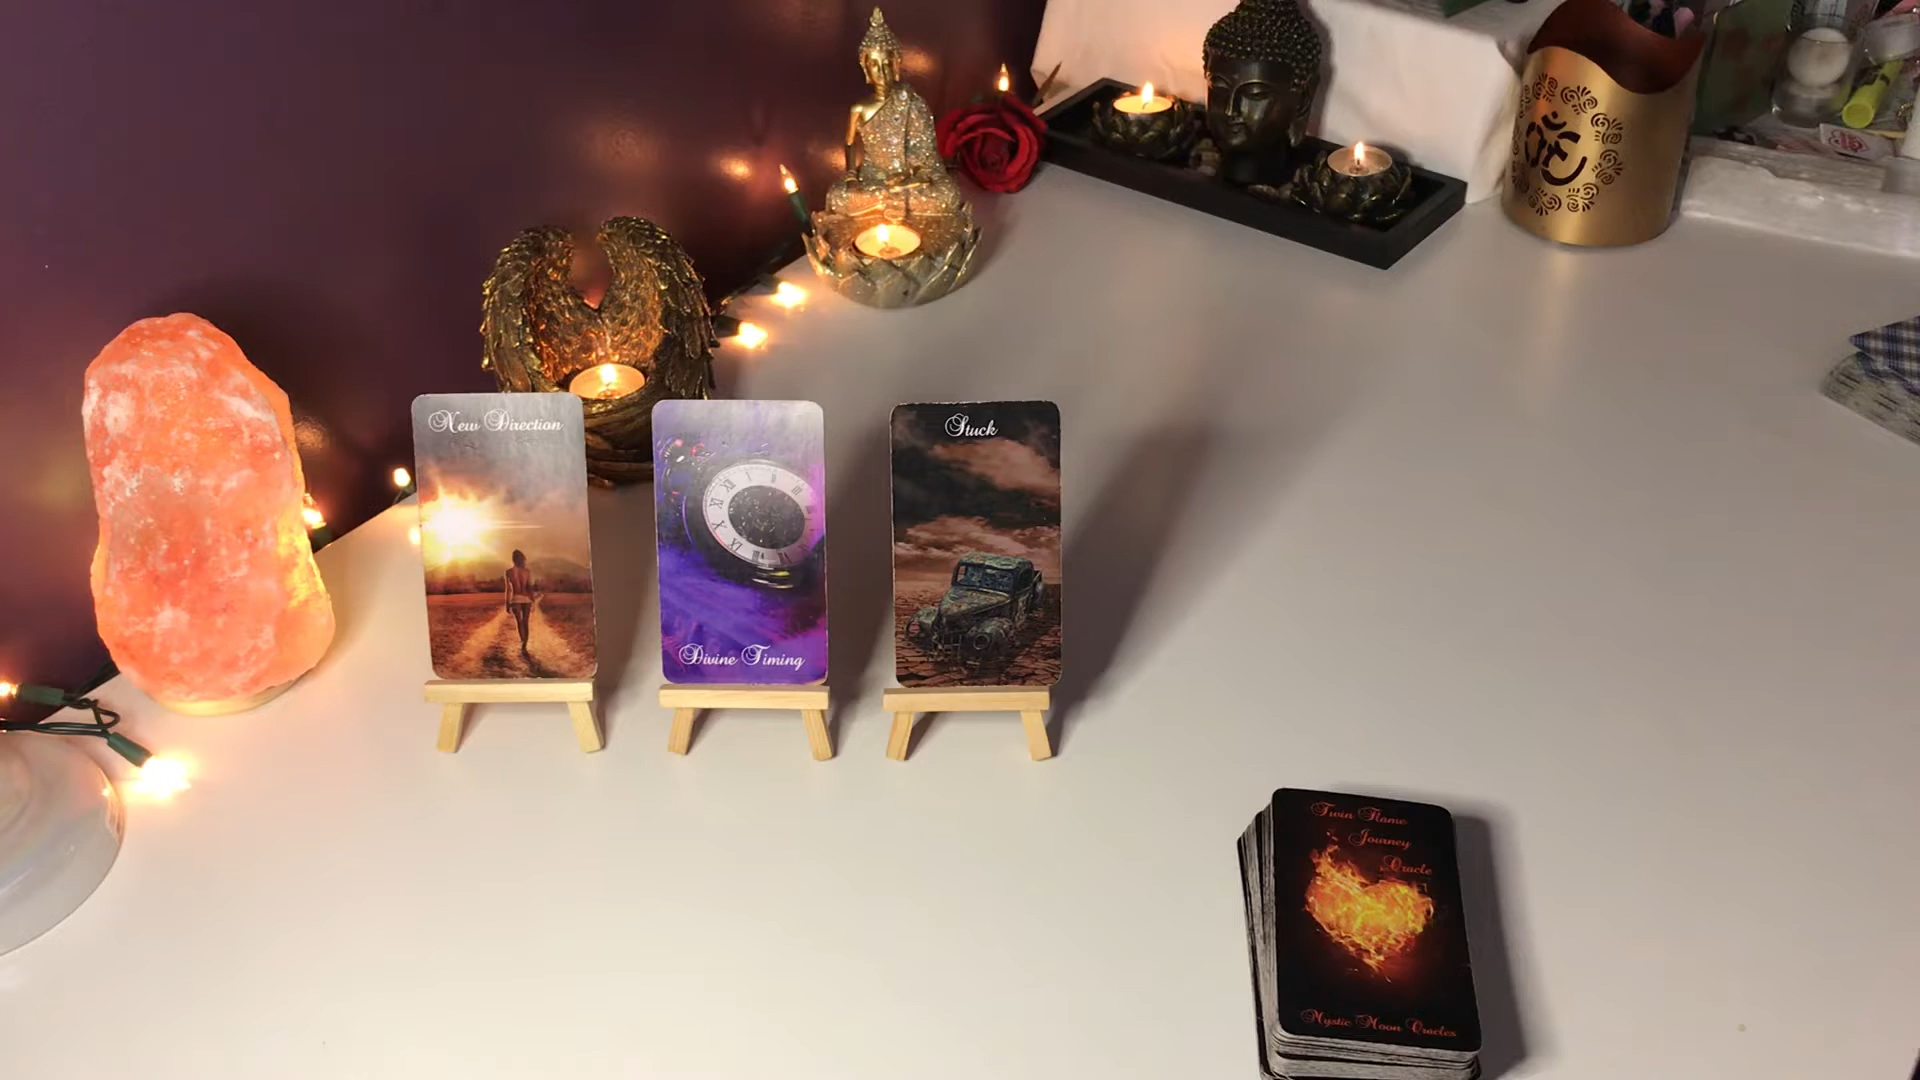 New Direction
Divine Timing
Stuck
Twin Flame
Journey
Oracle
Mystic Moon Oracles